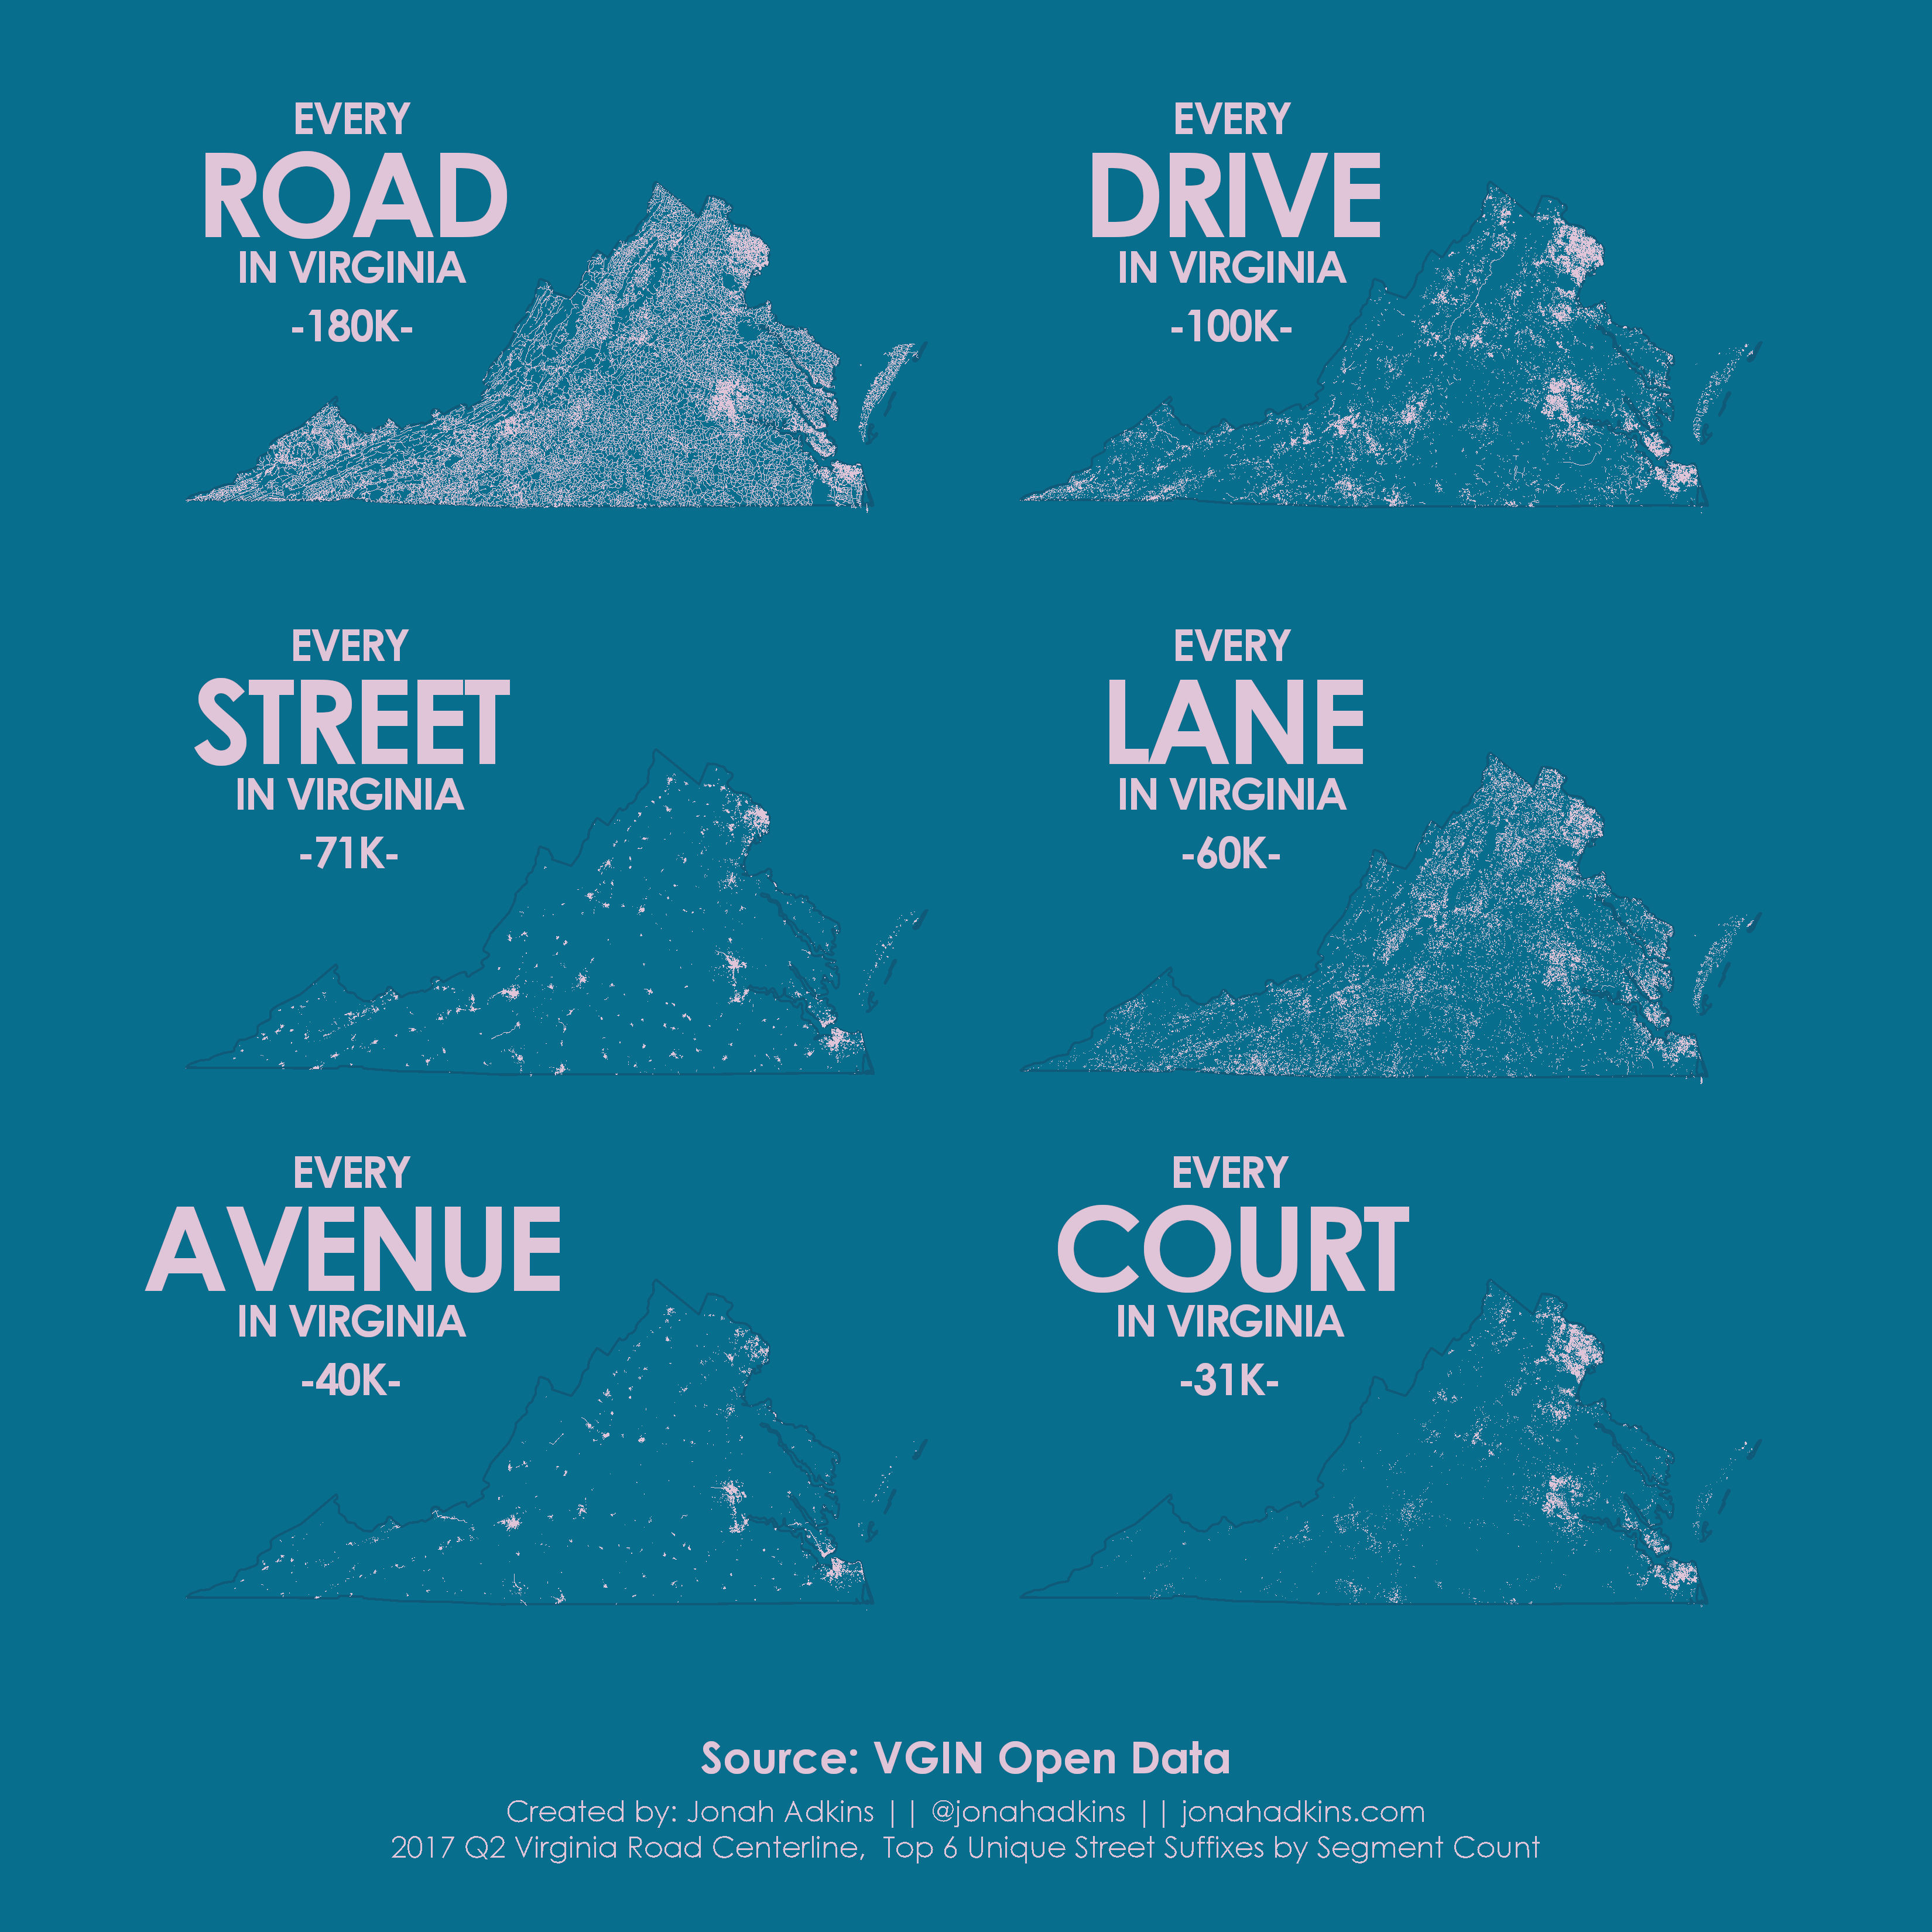 EVERY
ROAD
IN VIRGINIA
-180K-
EVERY
DRIVE
IN VIRGINIA
-100K-
EVERY
STREET
IN VIRGINIA
-71K-
EVERY
LANE
IN VIRGINIA
-60K-
EVERY
AVENUE
IN VIRGINIA
-40K-
EVERY
COURT
IN VIRGINIA
-31K-
Source: VGIN Open Data
Created by: Jonah Adkins || @jonahadkins || jonahadkins.com
2017 Q2 Virginia Road Centerline, Top 6 Unique Street Suffixes by Segment Count